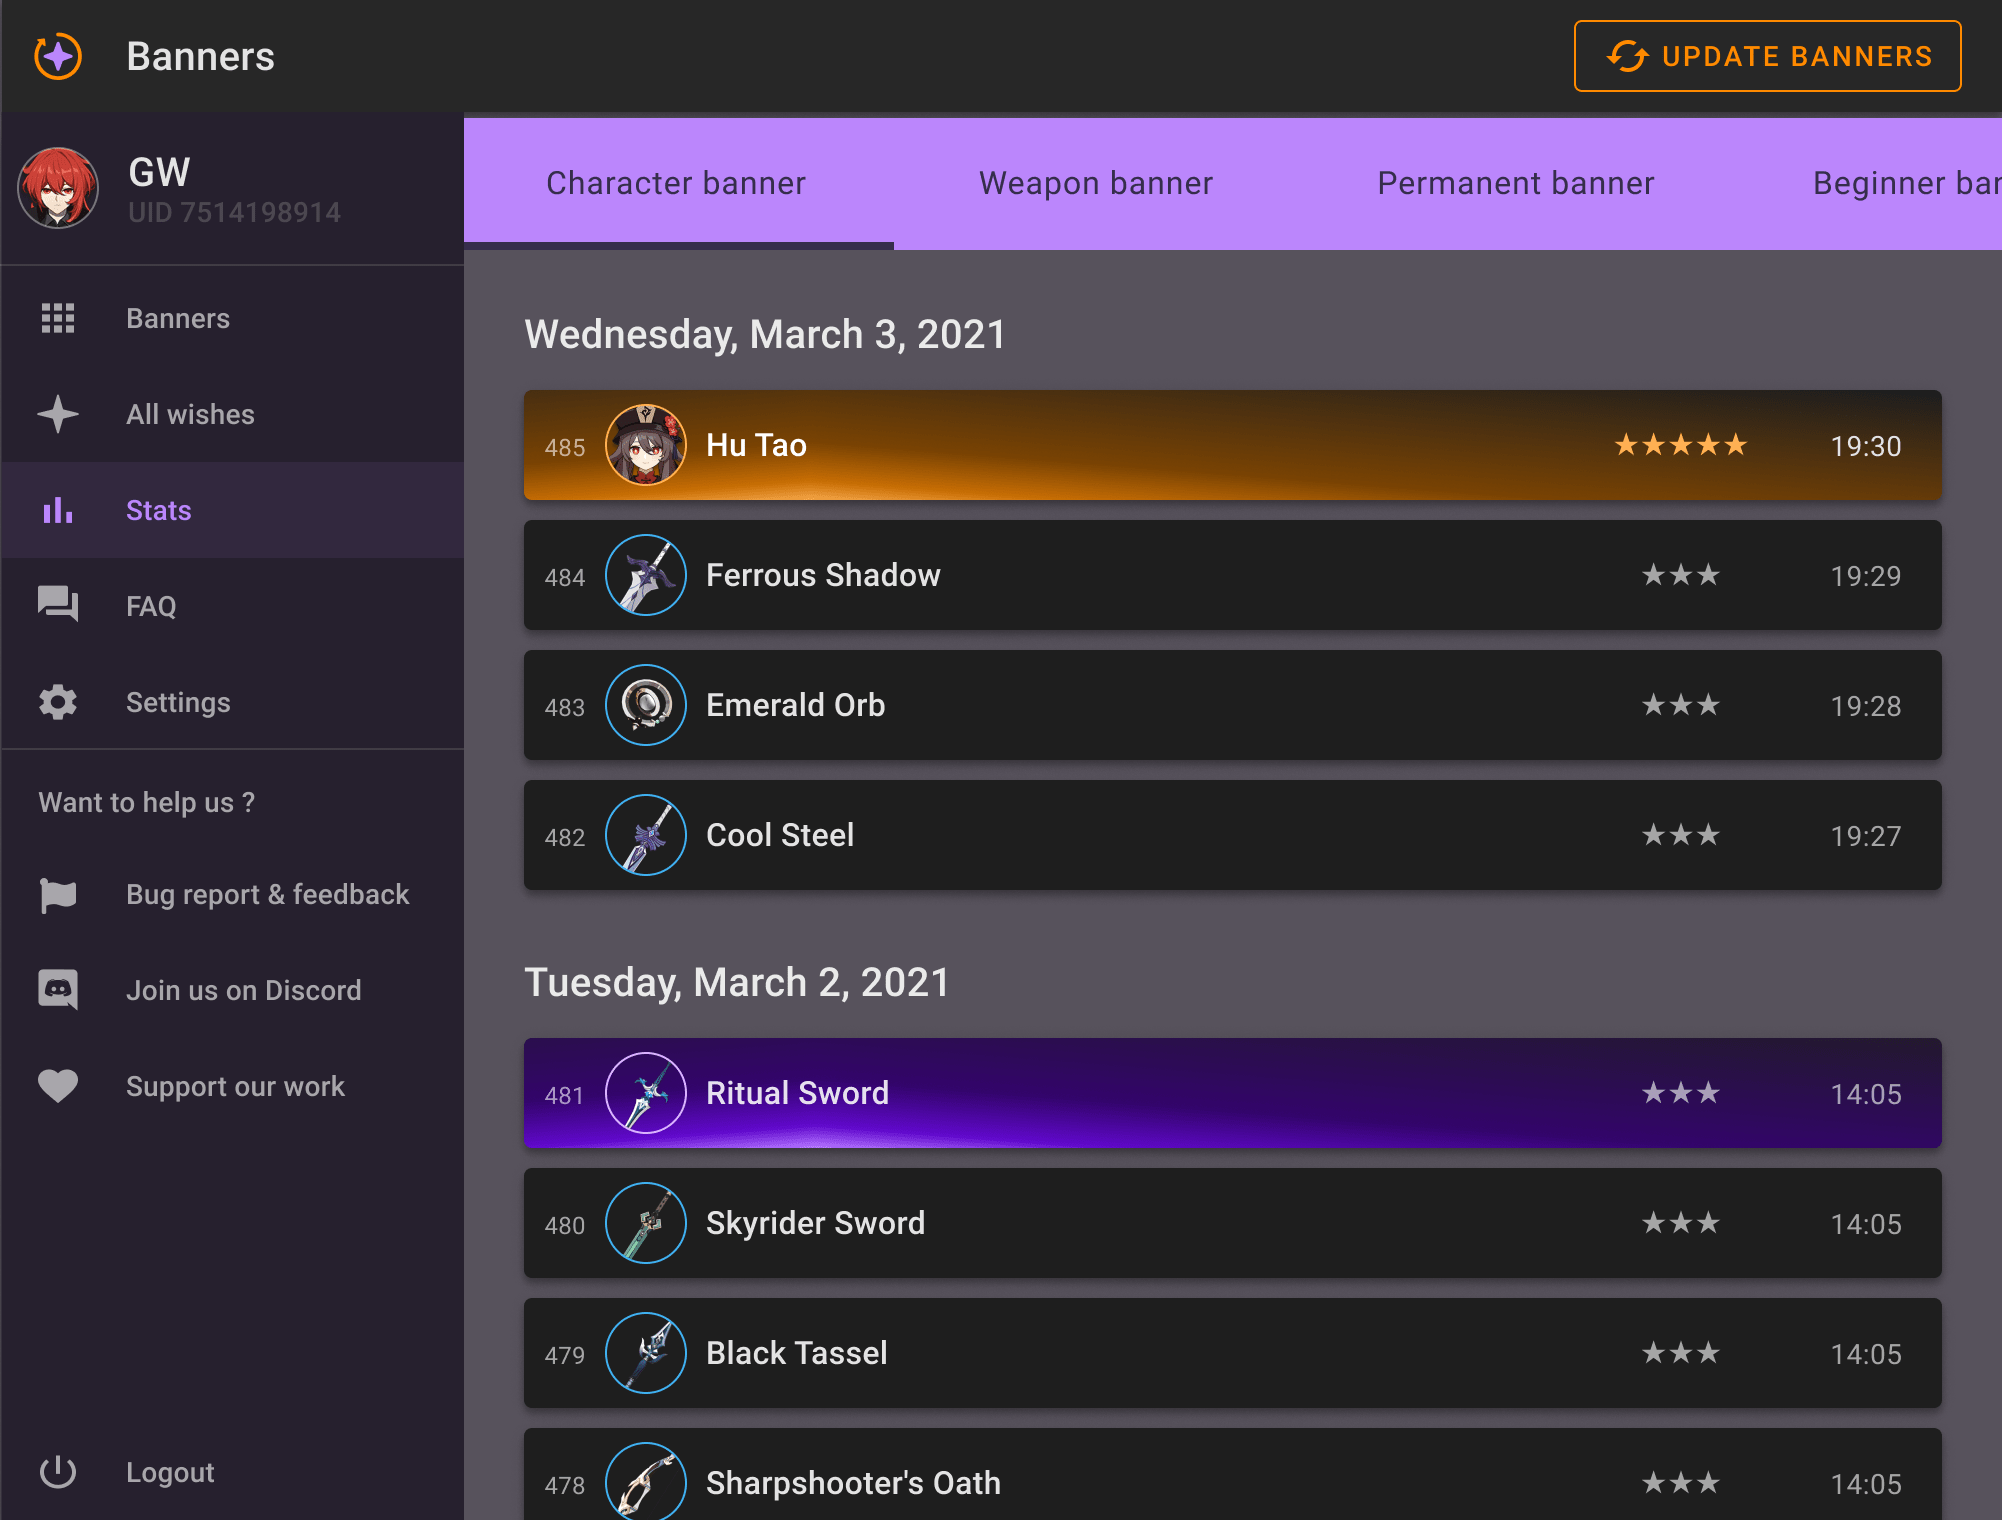 Banners
UPDATE BANNERS
GW
UID 7514198914
Banners
All wishes
Stats
FAQ
Settings
Want to help us ?
Bug report & feedback
Join us on Discord
Support our work
Logout
Character banner
Weapon banner
Permanent banner
Beginner ban
Wednesday, March 3, 2021
485 Hu Tao ★★★★★ 19:30
484 Ferrous Shadow ★★★ 19:29
483 Emerald Orb ★★★ 19:28
482 Cool Steel ★★★ 19:27
Tuesday, March 2, 2021
481 Ritual Sword ★★★ 14:05
480 Skyrider Sword ★★★ 14:05
479 Black Tassel ★★★ 14:05
478 Sharpshooter's Oath ★★★ 14:05